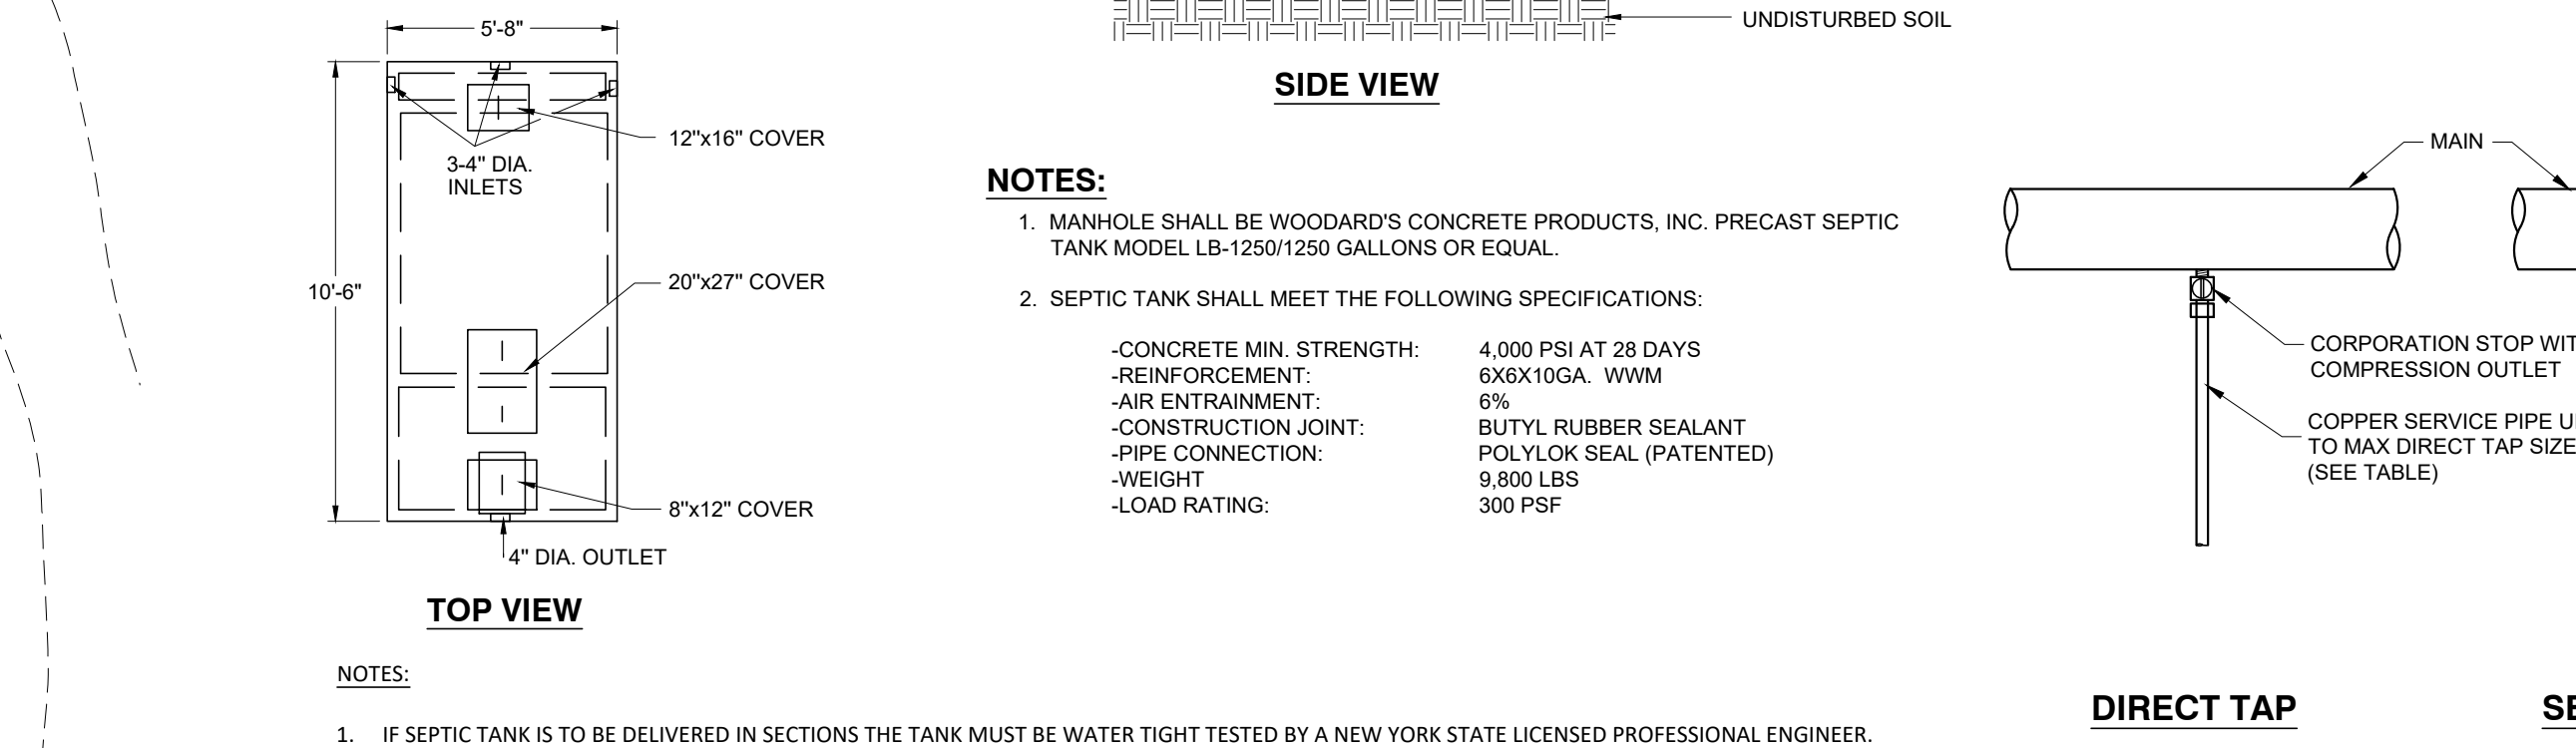 5'-8"
12"x16" COVER
3-4" DIA.
INLETS
10'-6"
20"x27" COVER
8"x12" COVER
4" DIA. OUTLET
TOP VIEW
NOTES:
1. IF SEPTIC TANK IS TO BE DELIVERED IN SECTIONS THE TANK MUST BE WATER TIGHT TESTED BY A NEW YORK STATE LICENSED PROFESSIONAL ENGINEER.
UNDISTURBED SOIL
SIDE VIEW
NOTES:
1. MANHOLE SHALL BE WOODARD'S CONCRETE PRODUCTS, INC. PRECAST SEPTIC
TANK MODEL LB-1250/1250 GALLONS OR EQUAL.
2. SEPTIC TANK SHALL MEET THE FOLLOWING SPECIFICATIONS:
-CONCRETE MIN. STRENGTH: 4,000 PSI AT 28 DAYS
-REINFORCEMENT: 6X6X10GA. WWM
-AIR ENTRAINMENT: 6%
-CONSTRUCTION JOINT: BUTYL RUBBER SEALANT
-PIPE CONNECTION: POLYLOK SEAL (PATENTED)
-WEIGHT 9,800 LBS
-LOAD RATING: 300 PSF
MAIN
CORPORATION STOP
COMPRESSION OUTLET
COPPER SERVICE PIPE
TO MAX DIRECT TAP SIZE
(SEE TABLE)
DIRECT TAP